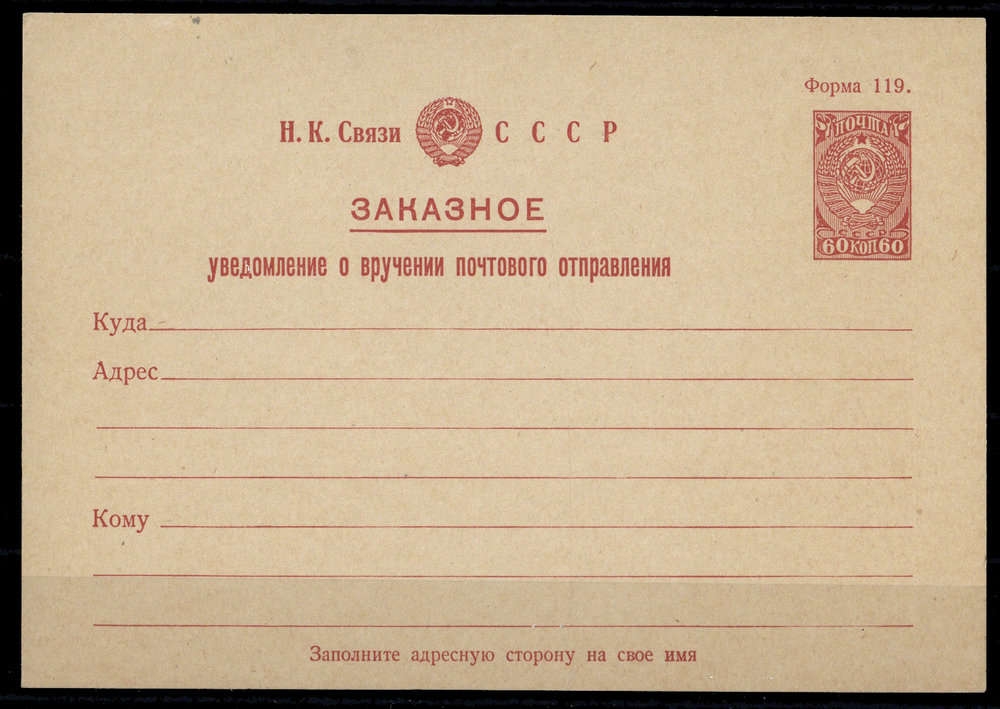 Форма 119.
Н. К. Связи С С С Р
ПОЧТА
СССР
60 КОП 60
ЗАКАЗНОЕ
уведомление о вручении почтового отправления
Куда
Адрес
Кому
Заполните адресную сторону на свое имя